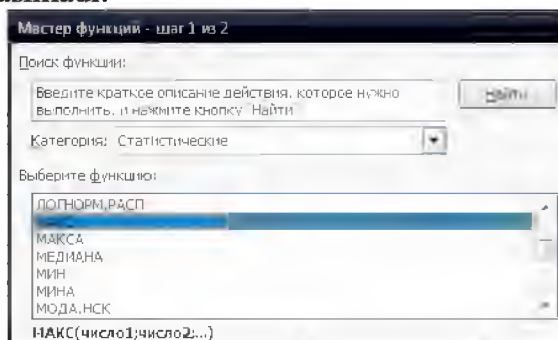 Мастер функции - шаг 1 из 2
Поиск функции:
Введите краткое описание действия, которое нужно
выполнить, и нажмите кнопку "Найти"
Найти
Категория: Статистические
Выберите функцию:
ЛОГНОРМ.РАСП
МАКСА
МЕДИАНА
МИН
МИНА
МОДА.НСК
МАКС(число1;число2;...)